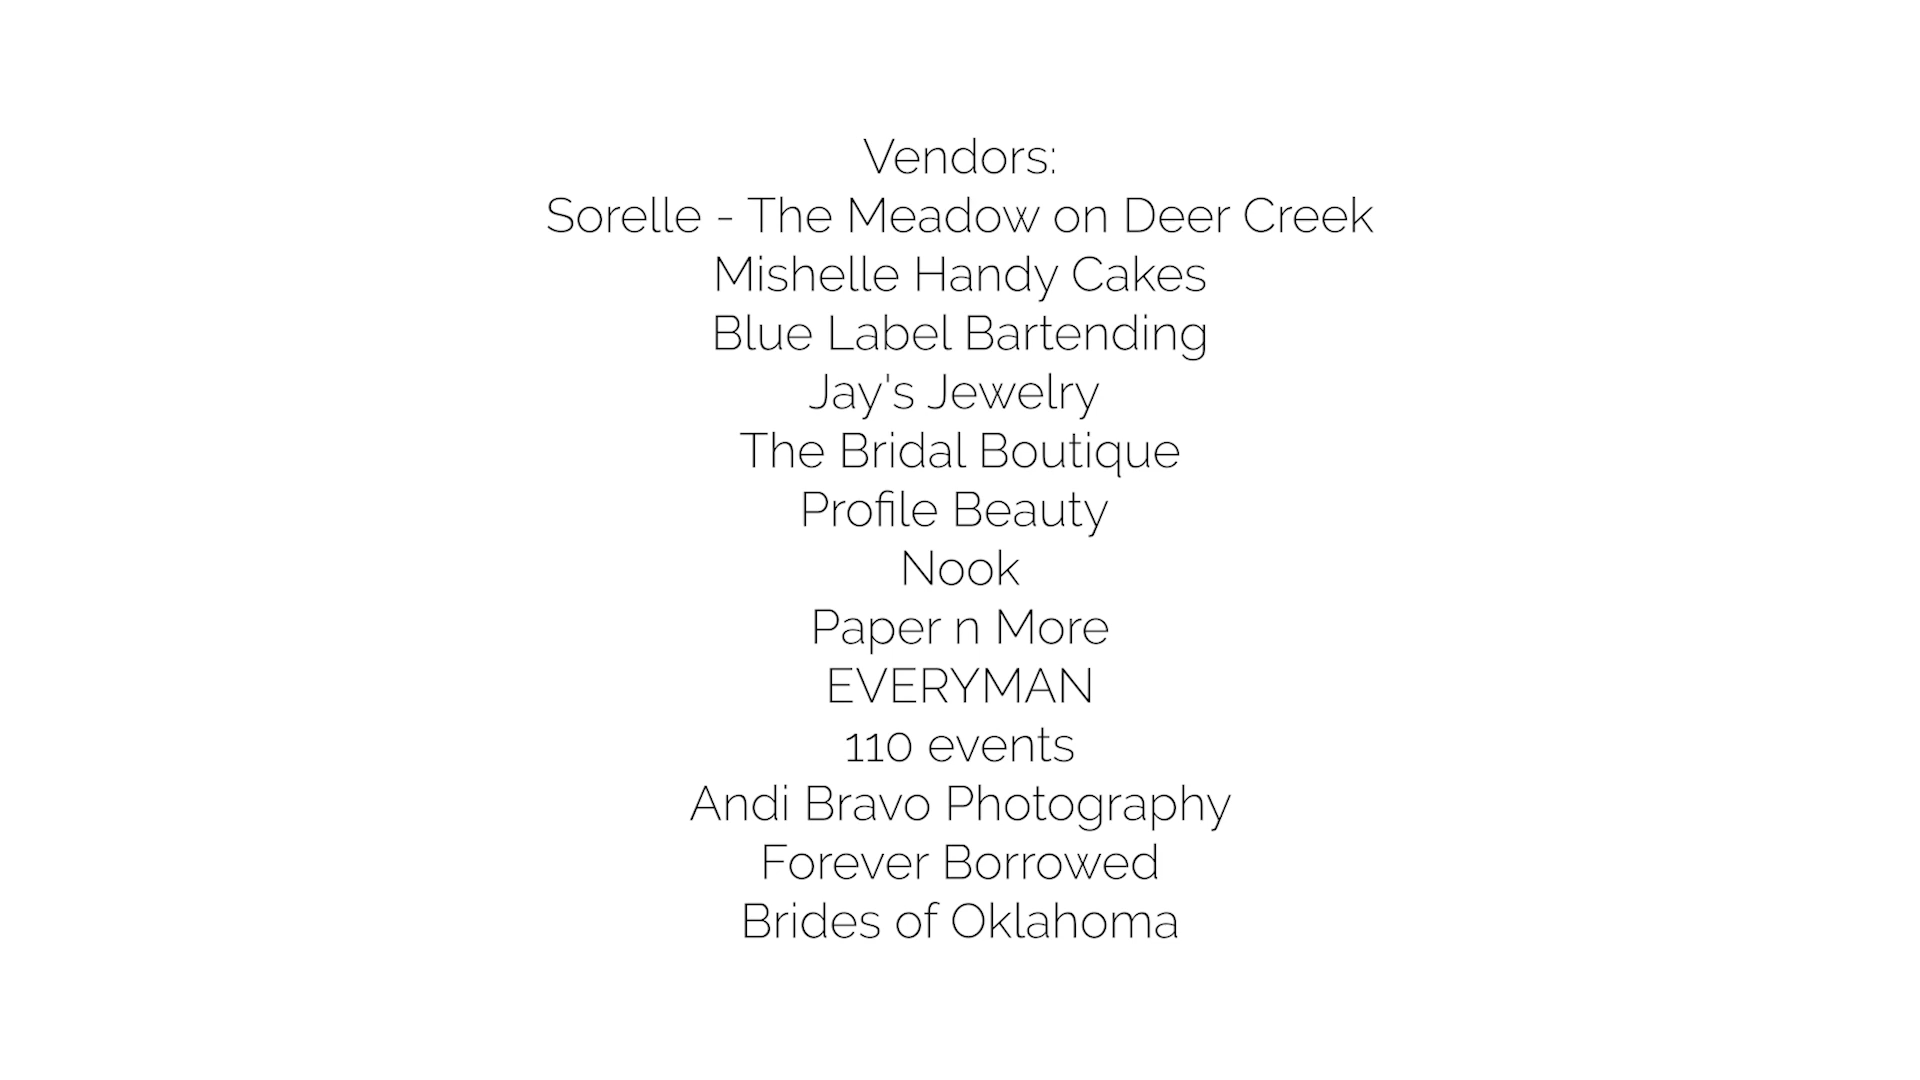 Vendors:
Sorelle - The Meadow on Deer Creek
Mishelle Handy Cakes
Blue Label Bartending
Jay's Jewelry
The Bridal Boutique
Profile Beauty
Nook
Paper n More
EVERYMAN
110 events
Andi Bravo Photography
Forever Borrowed
Brides of Oklahoma